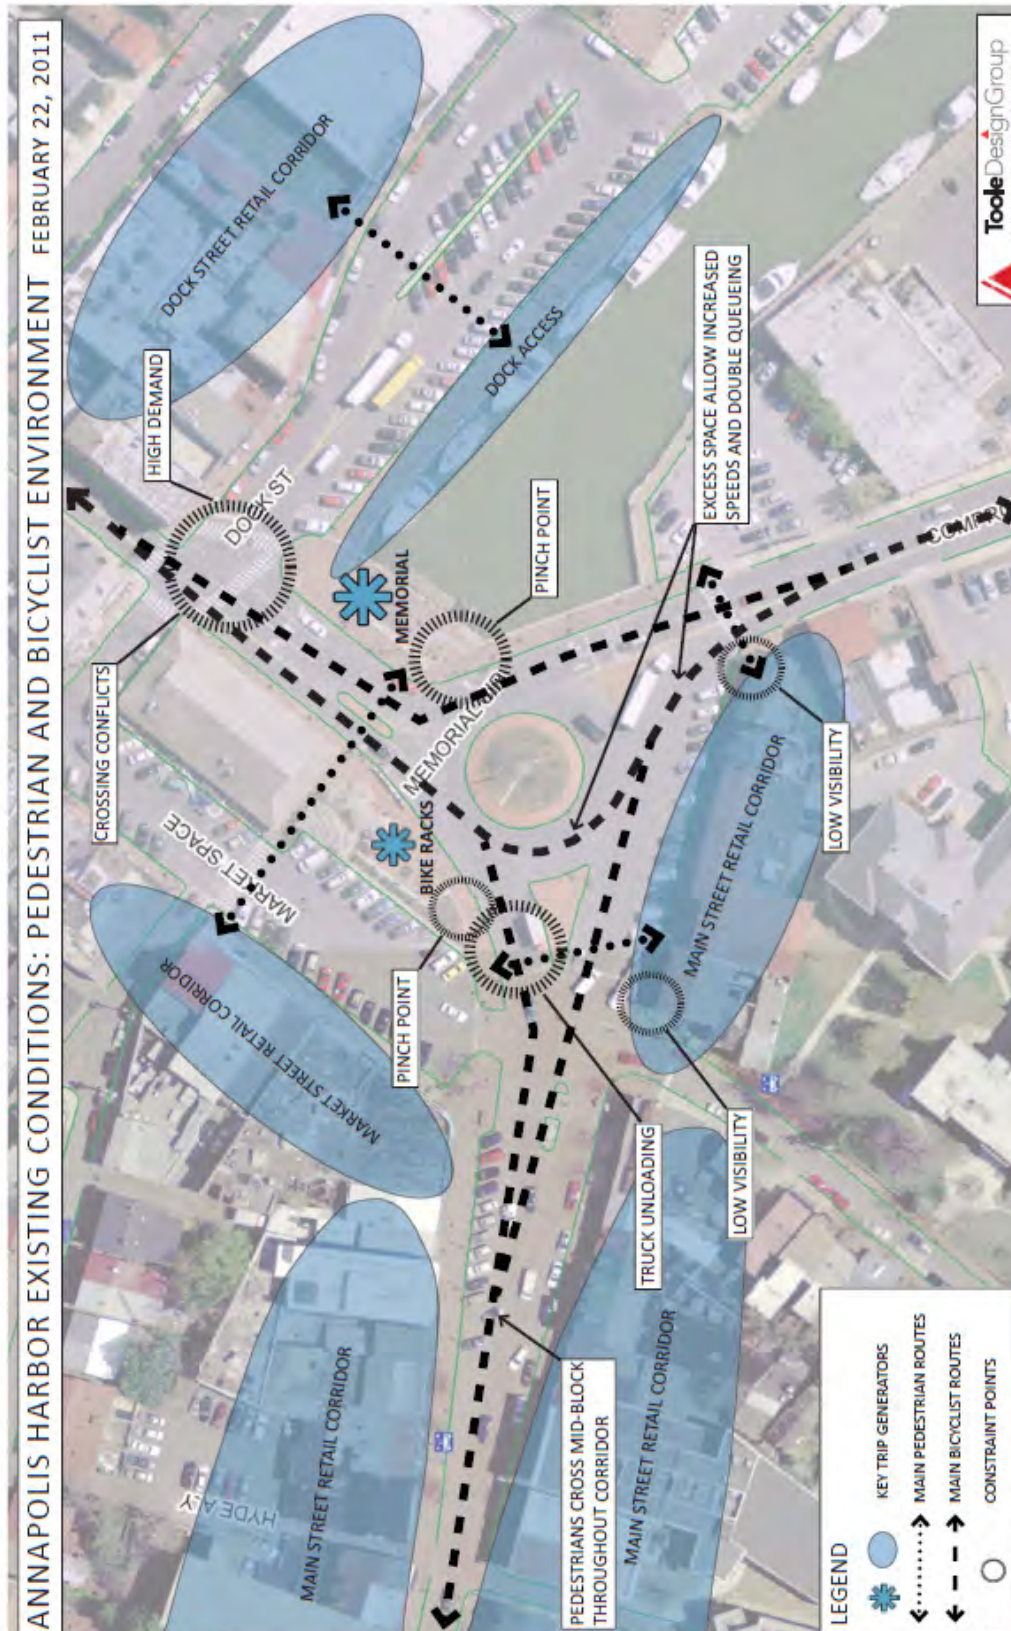 ANNAPOLIS HARBOR EXISTING CONDITIONS: PEDESTRIAN AND BICYCLIST ENVIRONMENT FEBRUARY 22, 2011
DOCK STREET RETAIL CORRIDOR
HIGH DEMAND
DOCK ST
DOCK ACCESS
CROSSING CONFLICTS
MEMORIAL
PINCH POINT
EXCESS SPACE ALLOW INCREASED
SPEEDS AND DOUBLE QUEUEING
MARKET SPACE
MEMORIAL CIR
BIKE RACKS
MARKET STREET RETAIL CORRIDOR
PINCH POINT
MAIN STREET RETAIL CORRIDOR
LOW VISIBILITY
TRUCK UNLOADING
LOW VISIBILITY
MAIN STREET RETAIL CORRIDOR
HYDE ALY
PEDESTRIANS CROSS MID-BLOCK
THROUGHOUT CORRIDOR
MAIN STREET RETAIL CORRIDOR
LEGEND
KEY TRIP GENERATORS
MAIN PEDESTRIAN ROUTES
MAIN BICYCLIST ROUTES
CONSTRAINT POINTS
TooleDesignGroup